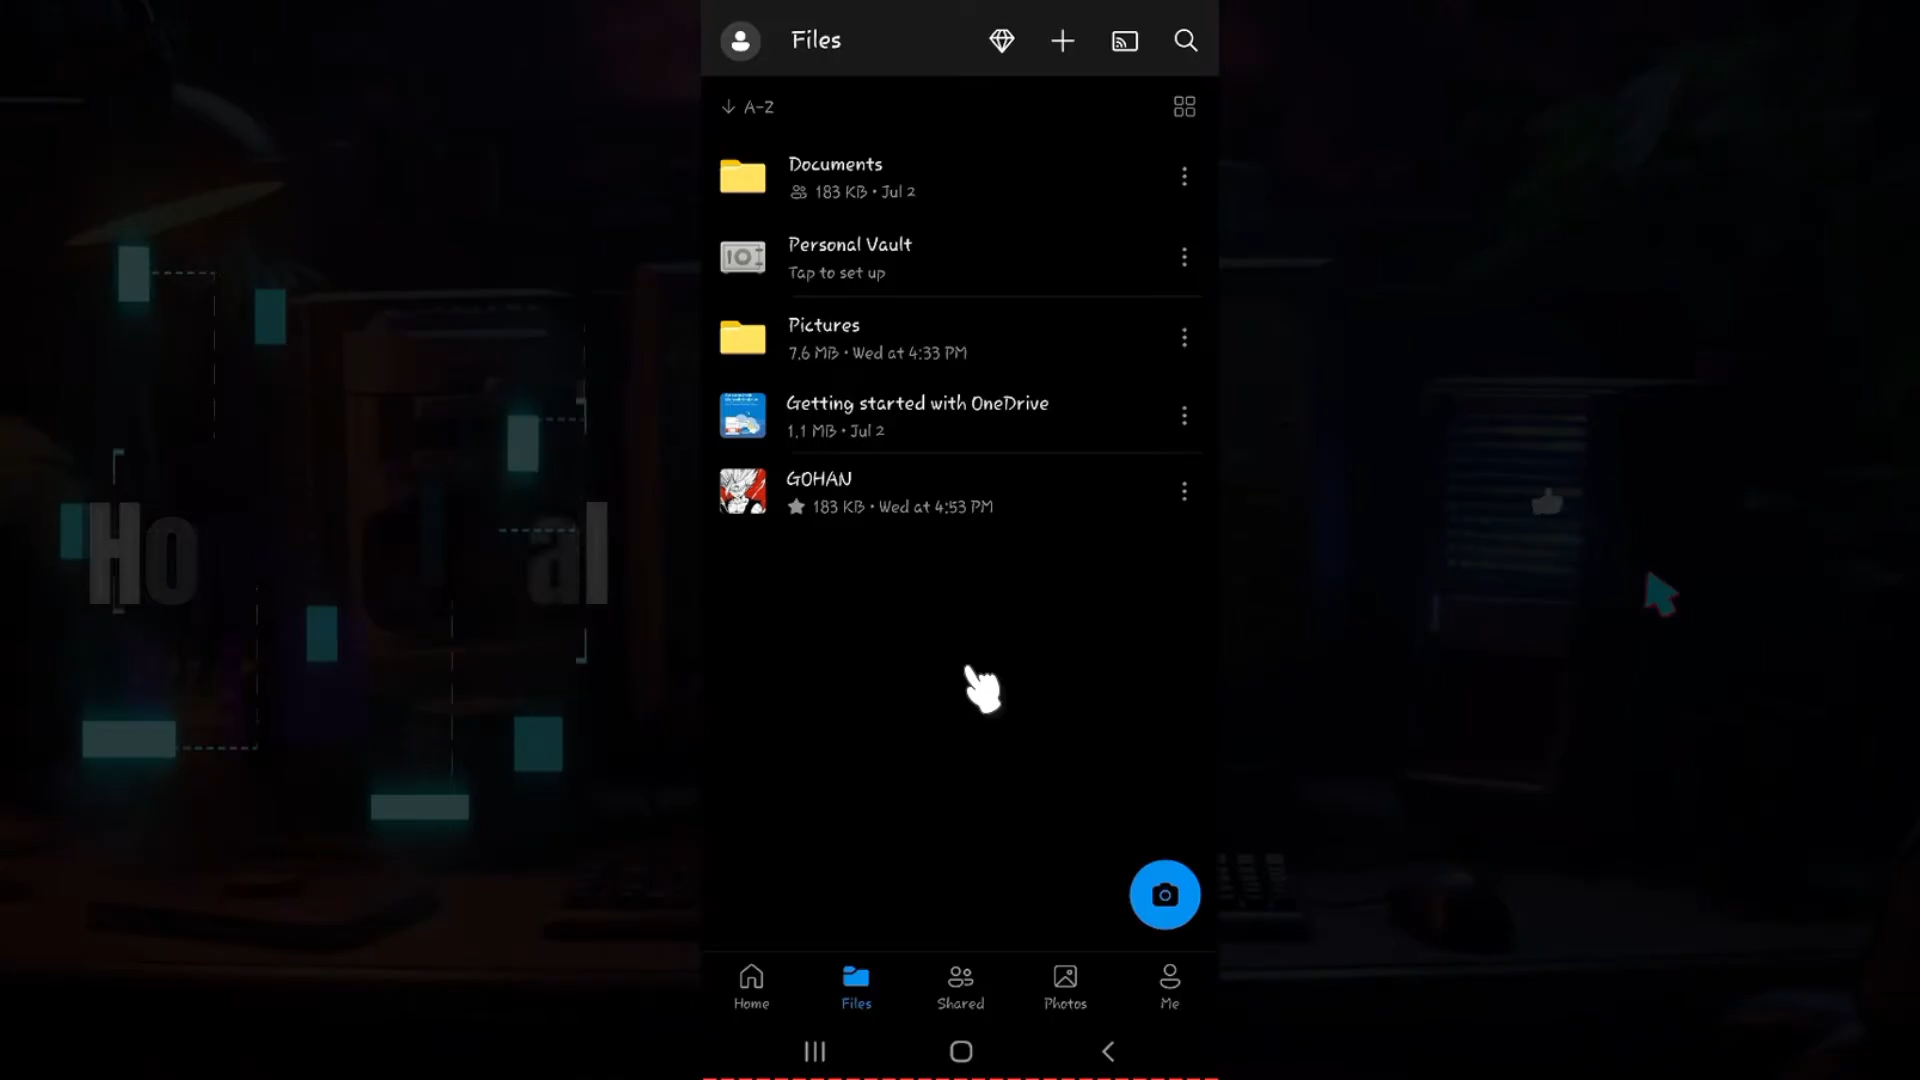 Files
A-Z
Documents
183 KB • Jul 2
Personal Vault
Tap to set up
Pictures
7.6 MB • Wed at 4:33 PM
Getting started with OneDrive
1.1 MB • Jul 2
GOHAN
183 KB • Wed at 4:53 PM
Ho al
Home
Files
Shared
Photos
Me